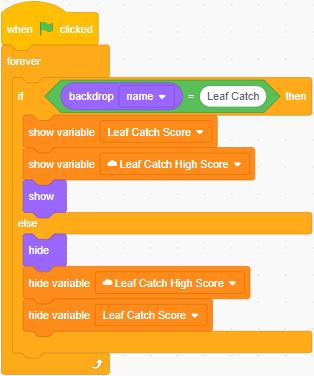 when clicked
forever
if backdrop name = Leaf Catch then
show variable Leaf Catch Score
show variable Leaf Catch High Score
show
else
hide
hide variable Leaf Catch High Score
hide variable Leaf Catch Score